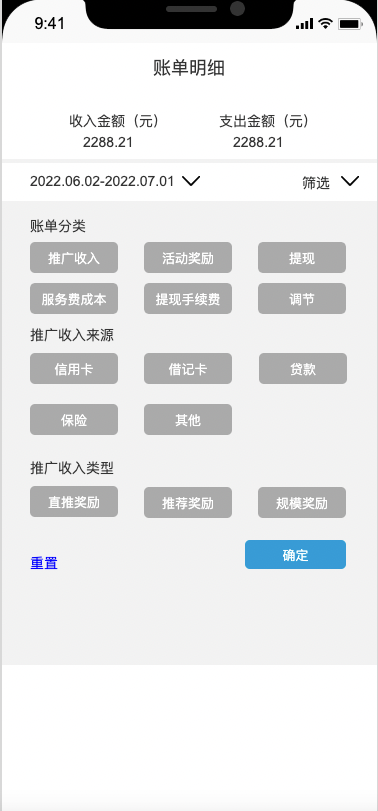 9:41
账单明细
收入金额（元） 支出金额（元）
2288.21 2288.21
2022.06.02-2022.07.01 筛选
账单分类
推广收入 活动奖励 提现
服务费成本 提现手续费 调节
推广收入来源
信用卡 借记卡 贷款
保险 其他
推广收入类型
直推奖励 推荐奖励 规模奖励
重置 确定